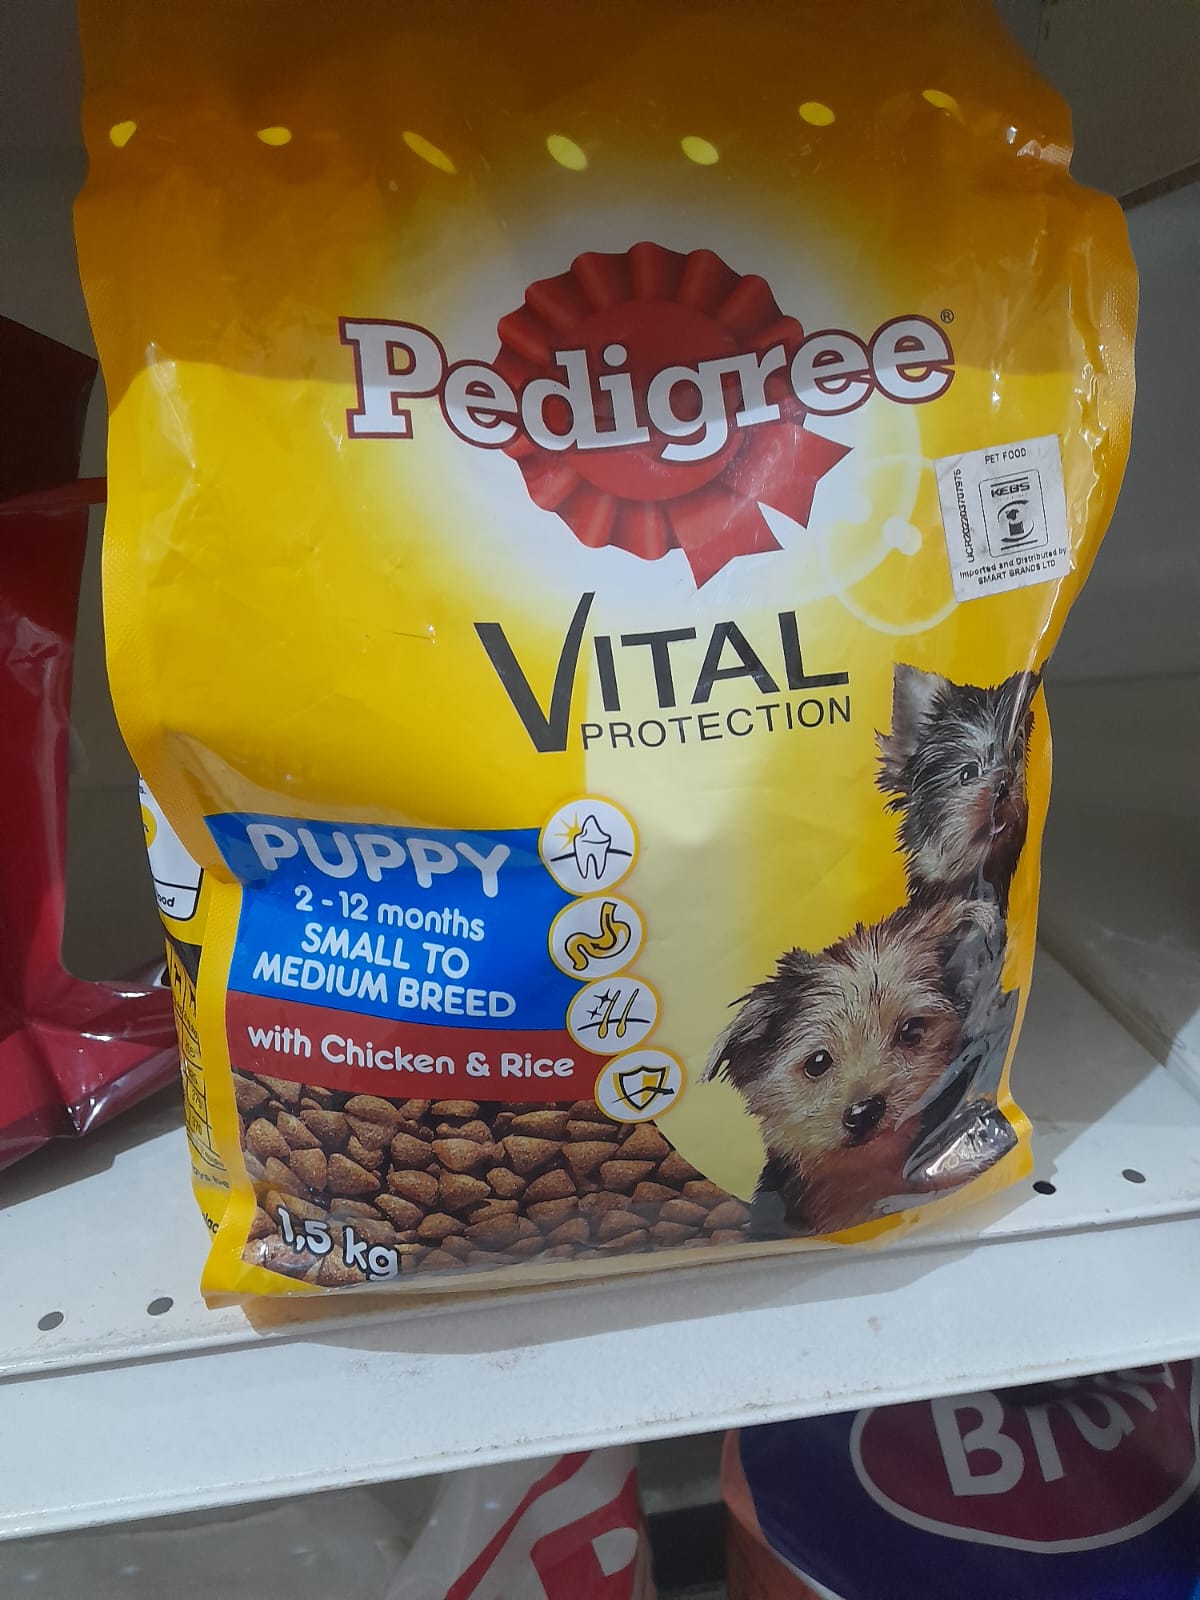 Pedigree®
PET FOOD
KEBS
UCR202203707975
Imported and Distributed by
SMART BRANDS LTD
VITAL
PROTECTION
PUPPY
2 - 12 months
SMALL TO
MEDIUM BREED
with Chicken & Rice
1,5 kg